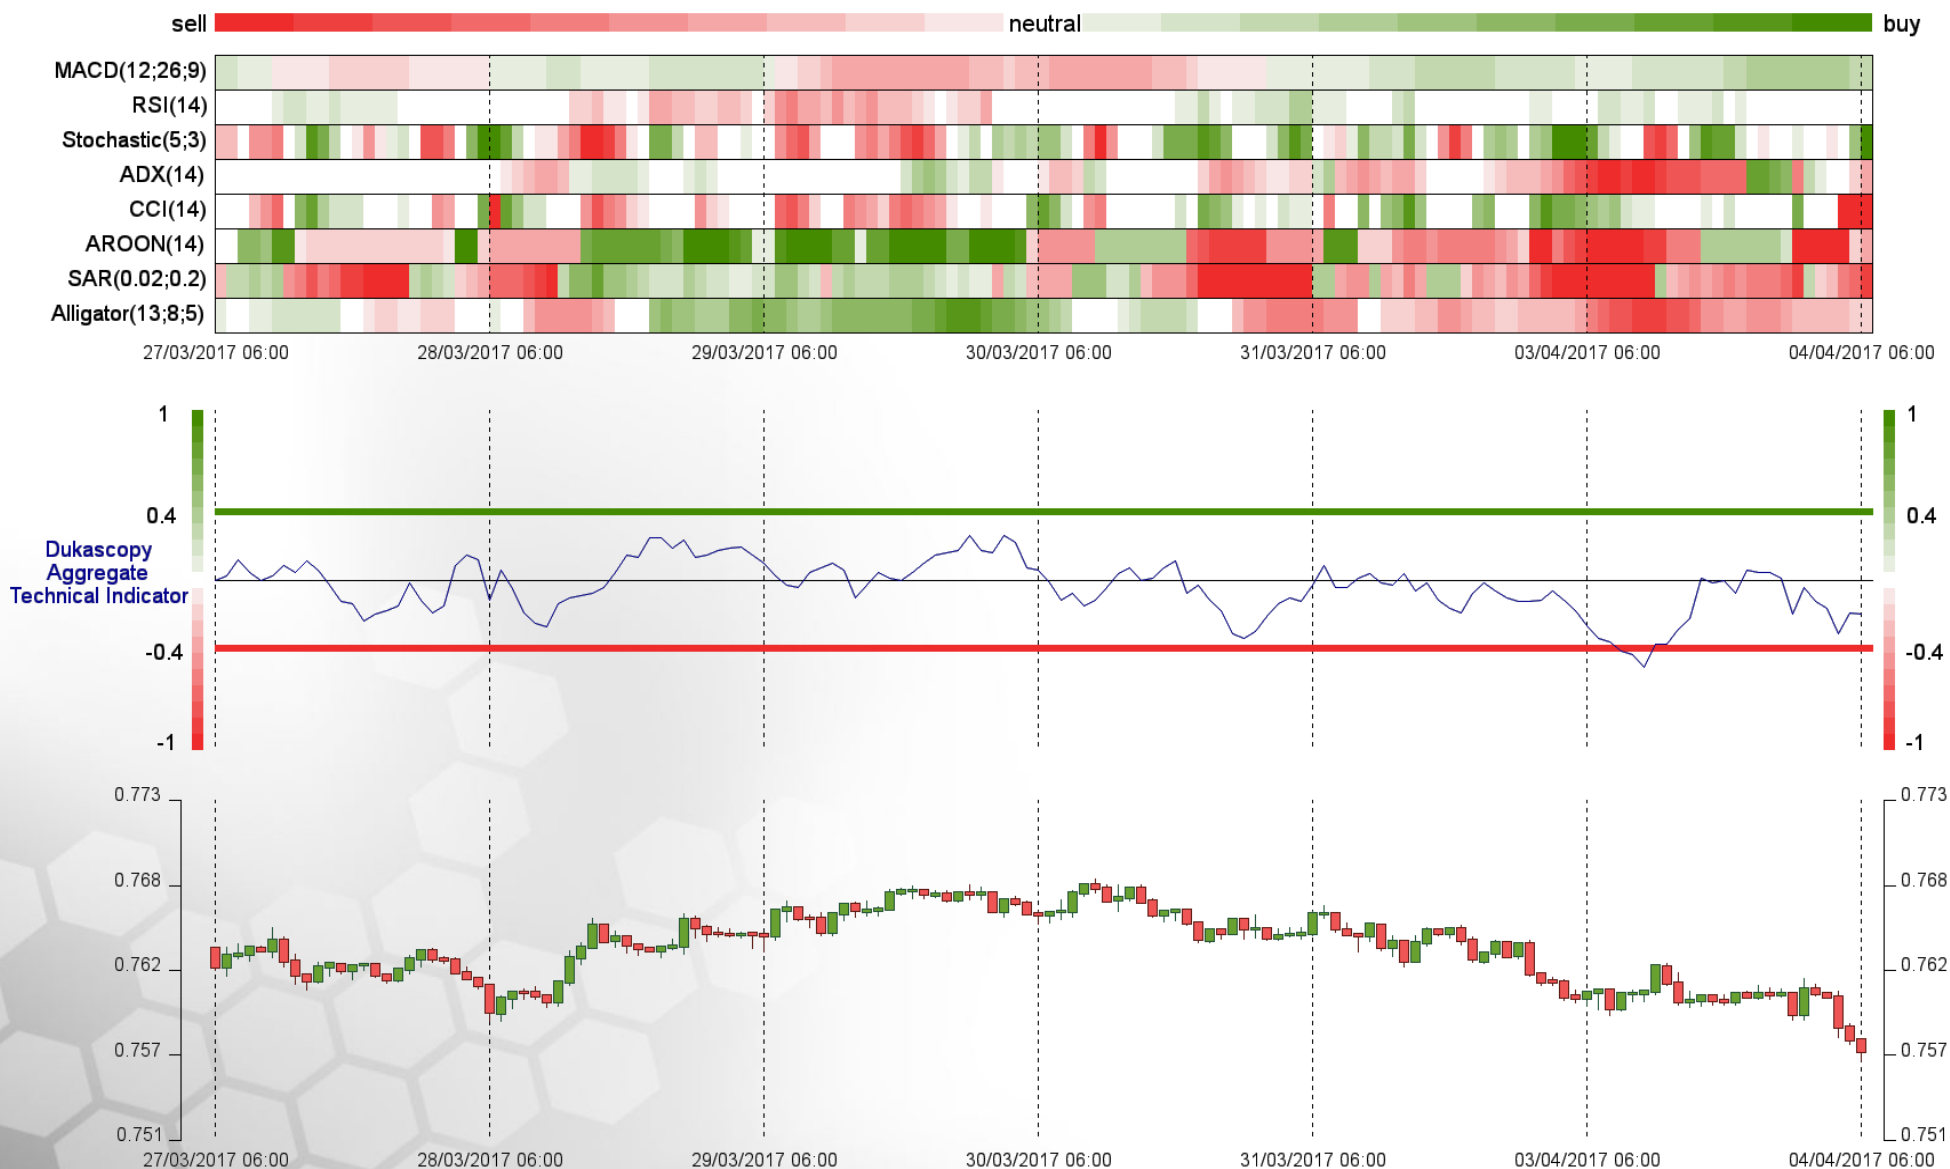 sell neutral buy
MACD(12;26;9)
RSI(14)
Stochastic(5;3)
ADX(14)
CCI(14)
AROON(14)
SAR(0.02;0.2)
Alligator(13;8;5)
27/03/2017 06:00 28/03/2017 06:00 29/03/2017 06:00 30/03/2017 06:00 31/03/2017 06:00 03/04/2017 06:00 04/04/2017 06:00
1 1
0.4 0.4
Dukascopy
Aggregate
Technical Indicator
-0.4 -0.4
-1 -1
0.773 0.773
0.768 0.768
0.762 0.762
0.757 0.757
0.751 0.751
27/03/2017 06:00 28/03/2017 06:00 29/03/2017 06:00 30/03/2017 06:00 31/03/2017 06:00 03/04/2017 06:00 04/04/2017 06:00